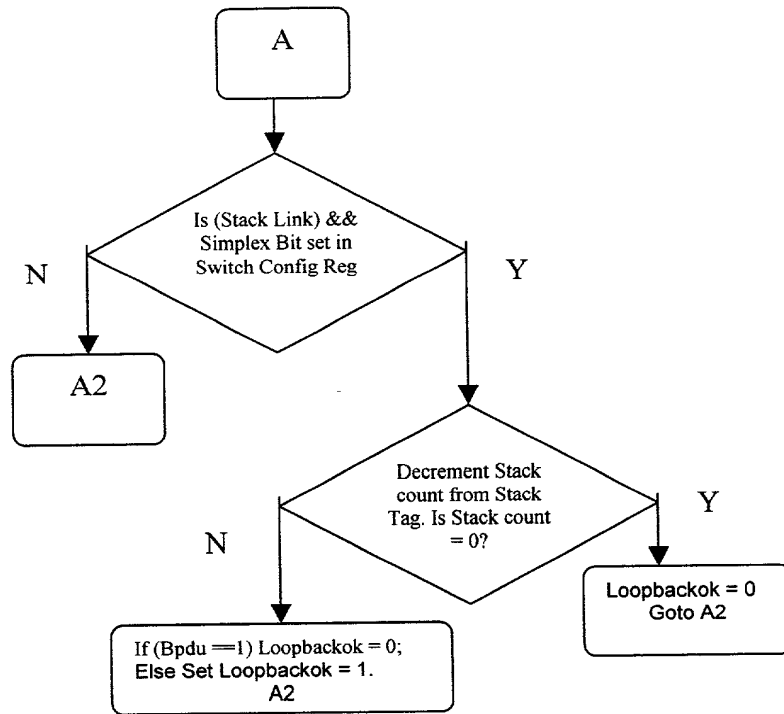 A
Is (Stack Link) &&
Simplex Bit set in
Switch Config Reg
N
Y
A2
Decrement Stack
count from Stack
Tag. Is Stack count
= 0?
N
Y
Loopbackok = 0
Goto A2
If (Bpdu ==1) Loopbackok = 0;
Else Set Loopbackok = 1.
A2